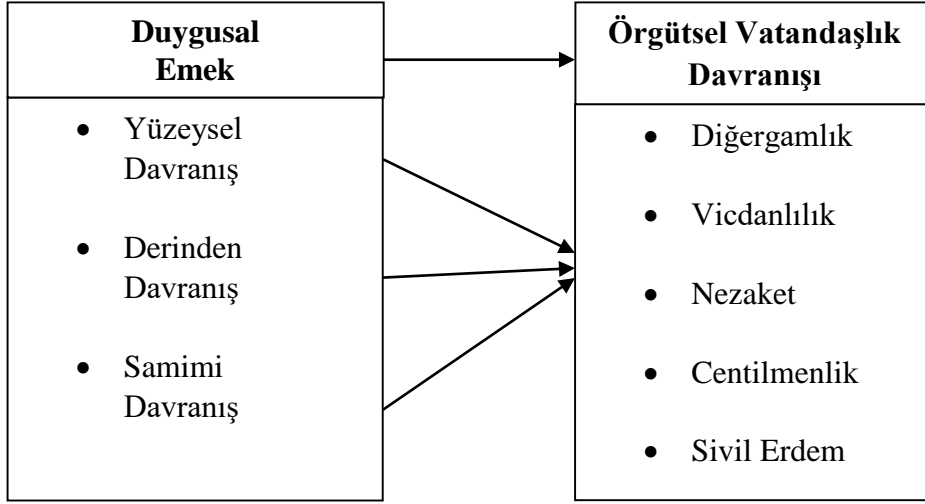 Duygusal
Emek
• Yüzeysel
Davranış
• Derinden
Davranış
• Samimi
Davranış
Örgütsel Vatandaşlık
Davranışı
• Diğergamlık
• Vicdanlılık
• Nezaket
• Centilmenlik
• Sivil Erdem